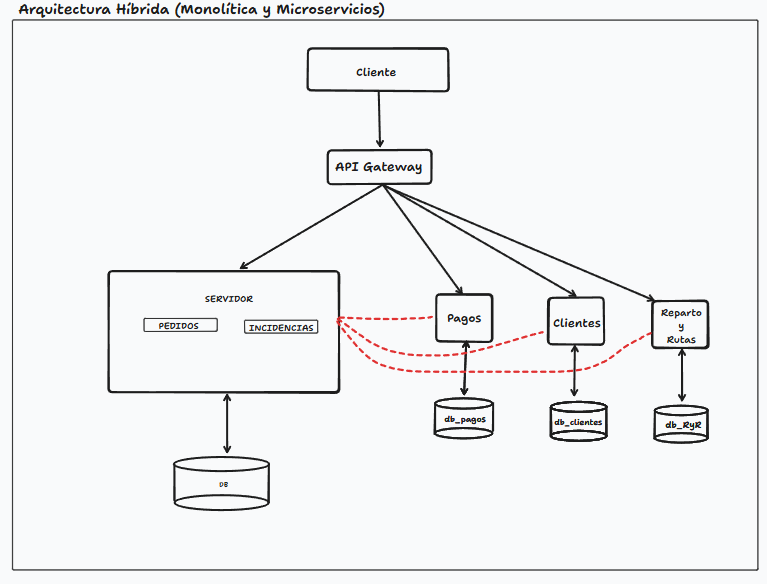 Arquitectura Híbrida (Monolítica y Microservicios)
Cliente
API Gateway
SERVIDOR
PEDIDOS
INCIDENCIAS
Pagos
Clientes
Reparto
y
Rutas
DB
db_pagos
db_clientes
db_RyR